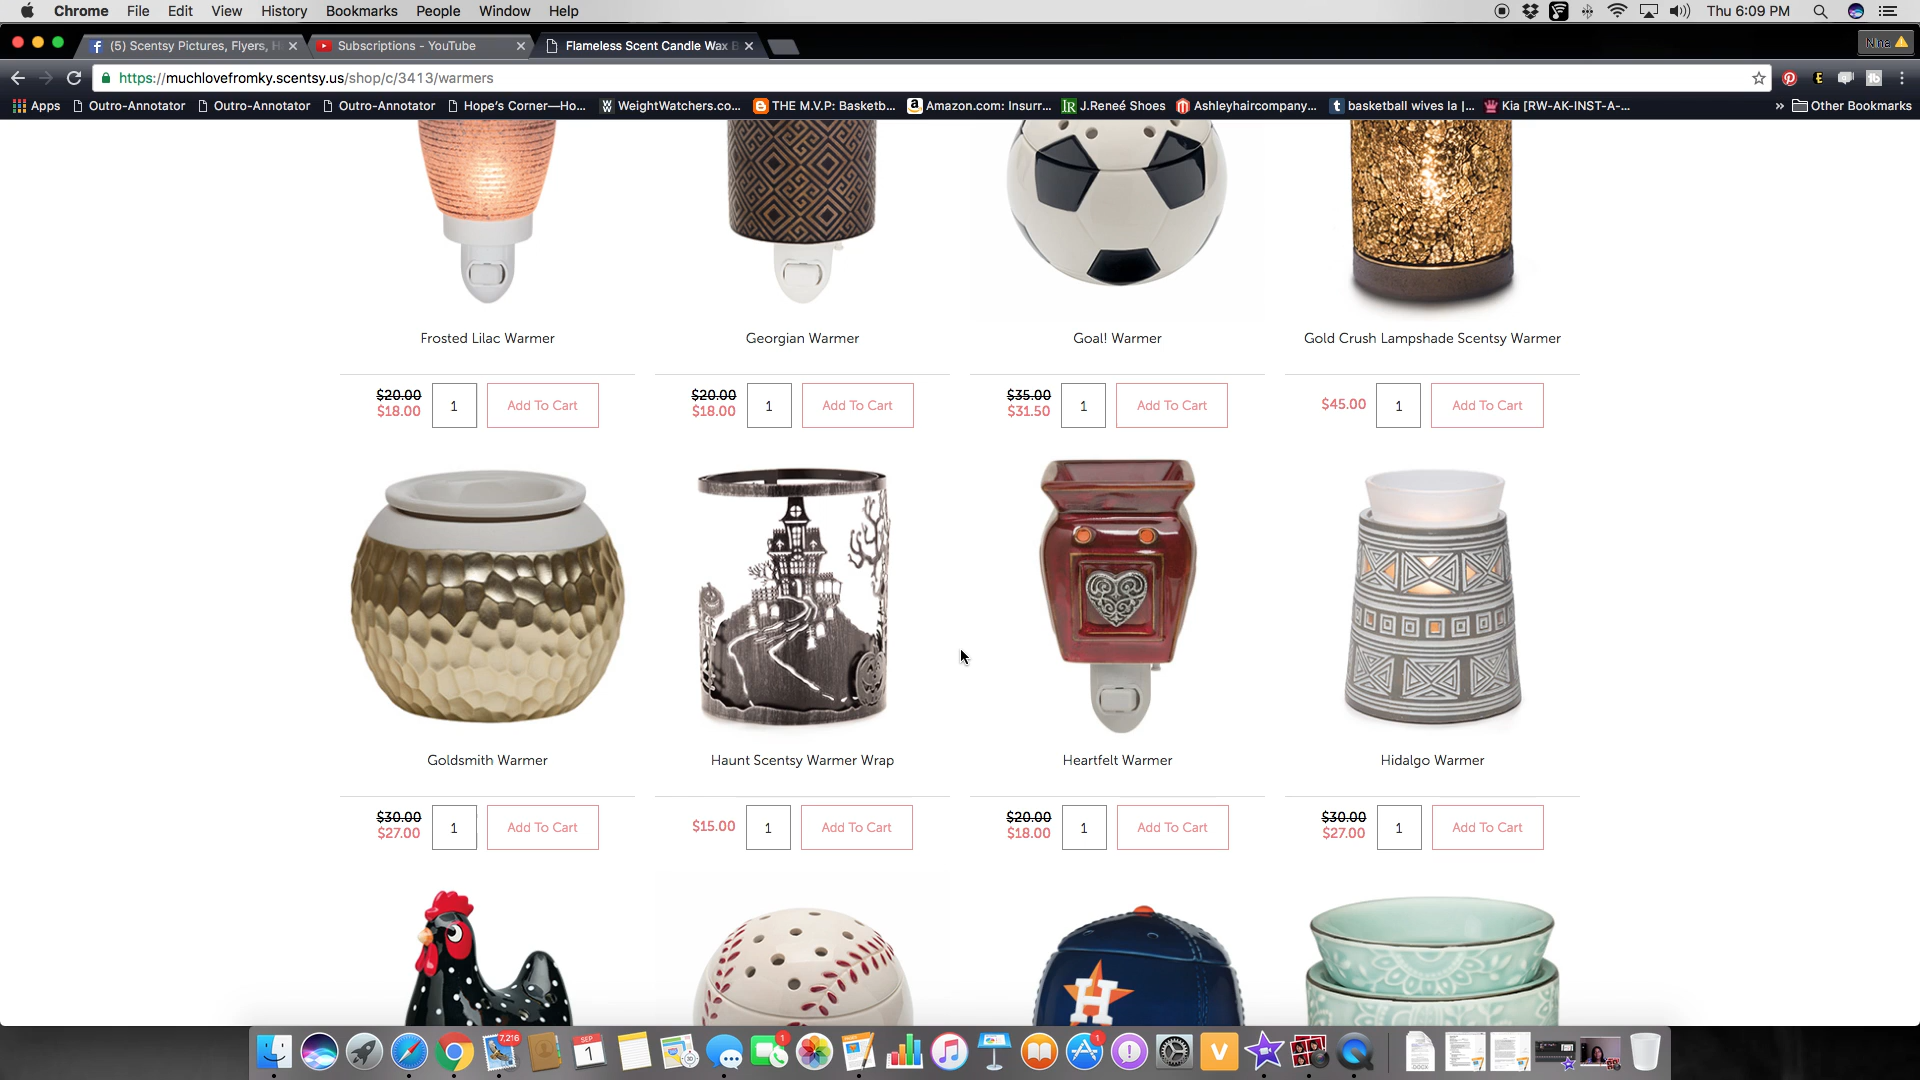 Chrome File Edit View History Bookmarks People Window Help Thu 6:09 PM
(5) Scentsy Pictures, Flyers, H
Subscriptions - YouTube
Flameless Scent Candle Wax B
Nina
https://muchlovefromky.scentsy.us/shop/c/3413/warmers
Apps Outro-Annotator Outro-Annotator Outro-Annotator Hope's Corner—Ho... WeightWatchers.co... THE M.V.P: Basketb... Amazon.com: Insurr... J.Reneé Shoes Ashleyhaircompany... basketball wives la |... Kia [RW-AK-INST-A-... » Other Bookmarks
Frosted Lilac Warmer Georgian Warmer Goal! Warmer Gold Crush Lampshade Scentsy Warmer
$20.00 $20.00 $35.00
$18.00 1 Add To Cart $18.00 1 Add To Cart $31.50 1 Add To Cart $45.00 1 Add To Cart
Goldsmith Warmer Haunt Scentsy Warmer Wrap Heartfelt Warmer Hidalgo Warmer
$30.00 $20.00 $30.00
$27.00 1 Add To Cart $15.00 1 Add To Cart $18.00 1 Add To Cart $27.00 1 Add To Cart
H
7,216
SEP
1
1
1